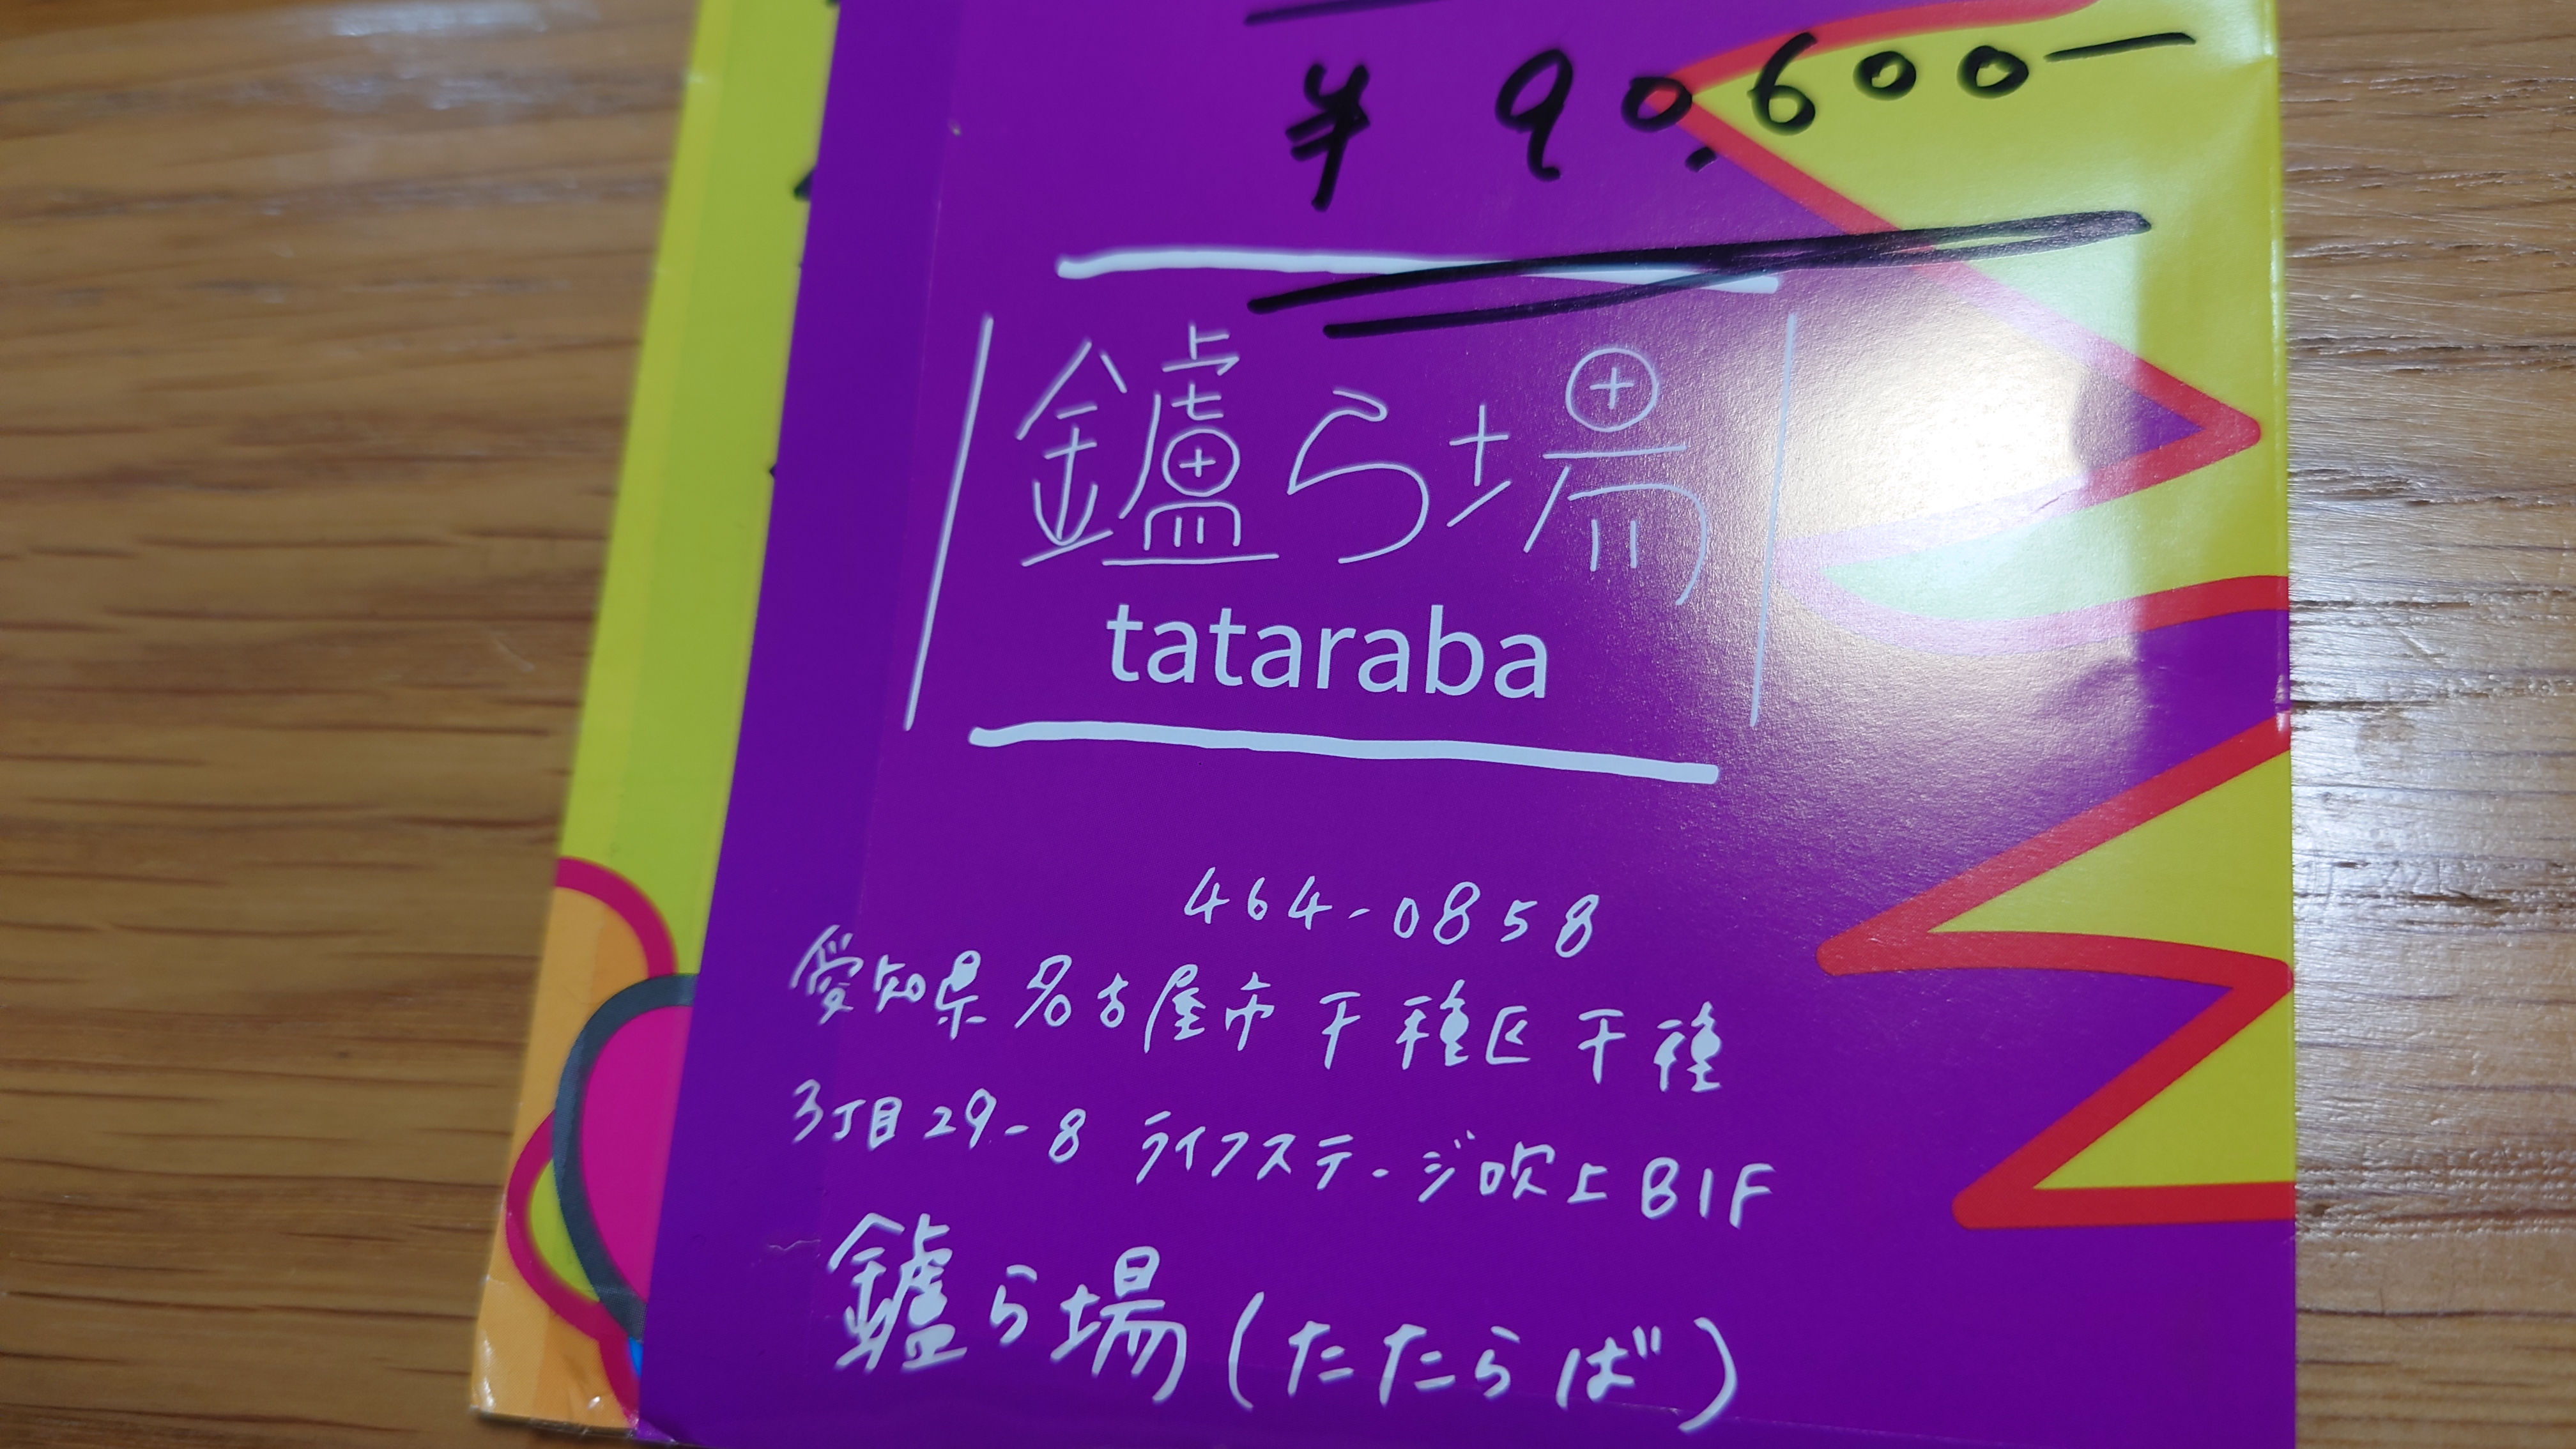 ¥ 90,600—
鑪ら場
tataraba
464-0858
愛知県名古屋市千種区千種
3丁目29-8 ライフステージ吹上B1F
鑪ら場(たたらば)